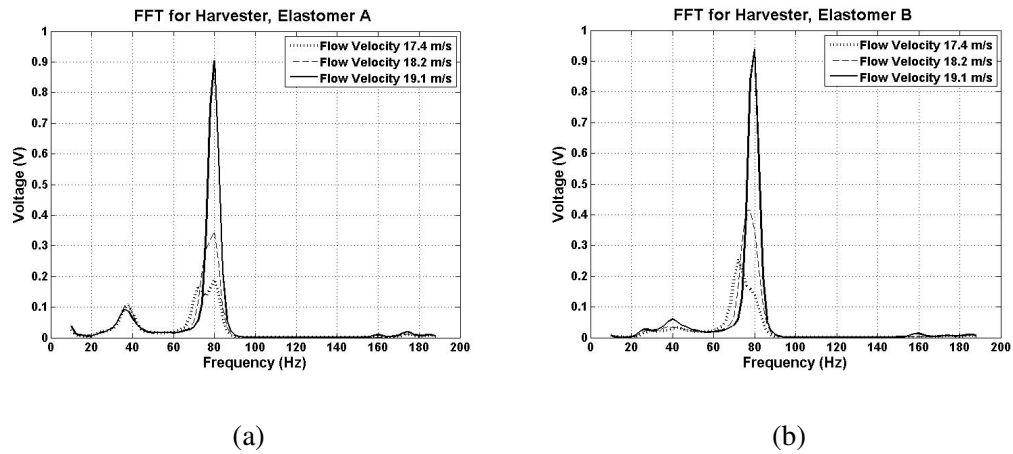 FFT for Harvester, Elastomer A
Flow Velocity 17.4 m/s
Flow Velocity 18.2 m/s
Flow Velocity 19.1 m/s
Voltage (V)
1
0.9
0.8
0.7
0.6
0.5
0.4
0.3
0.2
0.1
0
0 20 40 60 80 100 120 140 160 180 200
Frequency (Hz)
(a)
FFT for Harvester, Elastomer B
Flow Velocity 17.4 m/s
Flow Velocity 18.2 m/s
Flow Velocity 19.1 m/s
Voltage (V)
1
0.9
0.8
0.7
0.6
0.5
0.4
0.3
0.2
0.1
0
0 20 40 60 80 100 120 140 160 180 200
Frequency (Hz)
(b)